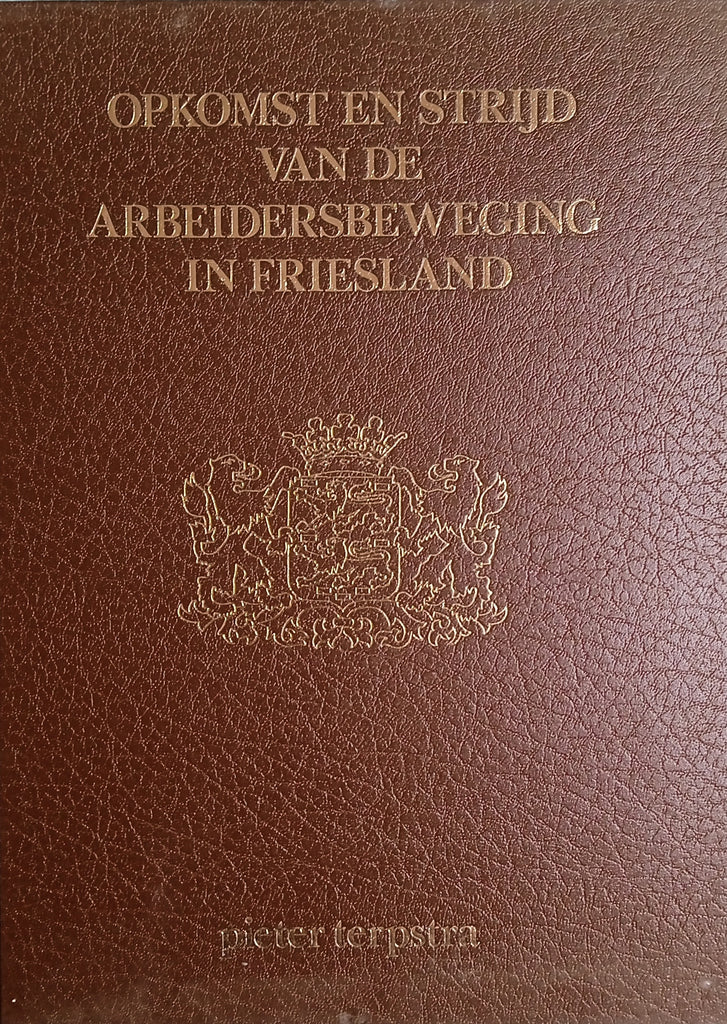 OPKOMST EN STRIJD
VAN DE
ARBEIDERSBEWEGING
IN FRIESLAND
pieter terpstra